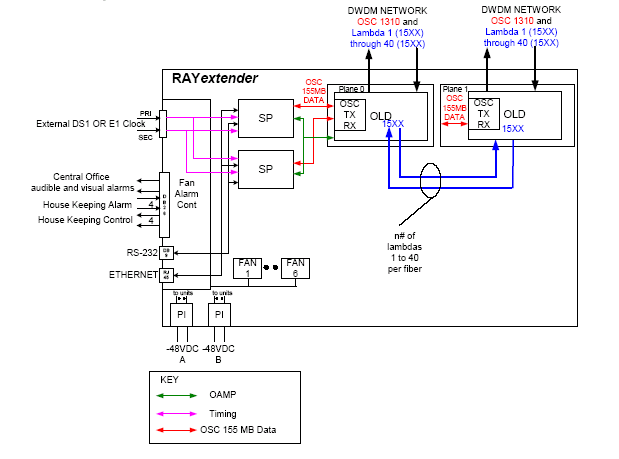 DWDM NETWORK
OSC 1310 and
Lambda 1 (15XX)
through 40 (15XX)
DWDM NETWORK
OSC 1310 and
Lambda 1 (15XX)
through 40 (15XX)
RAYextender
OSC
155MB
DATA
Plane 0
OSC
TX
RX
OLD
15XX
Plane 1
OSC
155MB
DATA
OSC
TX
RX
OLD
15XX
PRI
External DS1 OR E1 Clock
SEC
SP
SP
Central Office
audible and visual alarms
House Keeping Alarm 4
House Keeping Control 4
Fan
Alarm
Cont
RS-232
ETHERNET
RJ
45
FAN
1
FAN
6
n# of
lambdas
1 to 40
per fiber
to units
to units
PI
PI
-48VDC
A
-48VDC
B
KEY
OAMP
Timing
OSC 155 MB Data